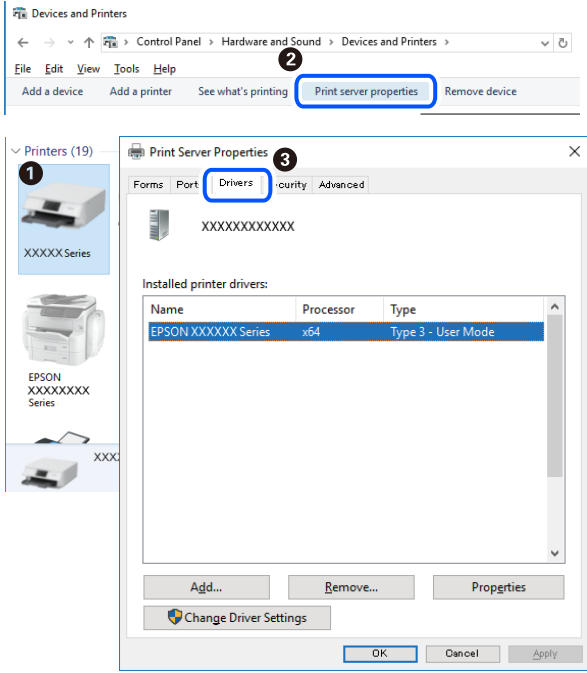 Devices and Printers
Control Panel > Hardware and Sound > Devices and Printers >
File Edit View Tools Help
2
Add a device Add a printer See what's printing Print server properties Remove device
Printers (19)
1
XXXXX Series
EPSON
XXXXXXXX
Series
XXX
Print Server Properties
3
Forms Port Drivers curity Advanced
XXXXXXXXXXXX
Installed printer drivers:
Name Processor Type
EPSON XXXXXX Series x64 Type 3 - User Mode
Add... Remove... Properties
Change Driver Settings
OK Cancel Apply